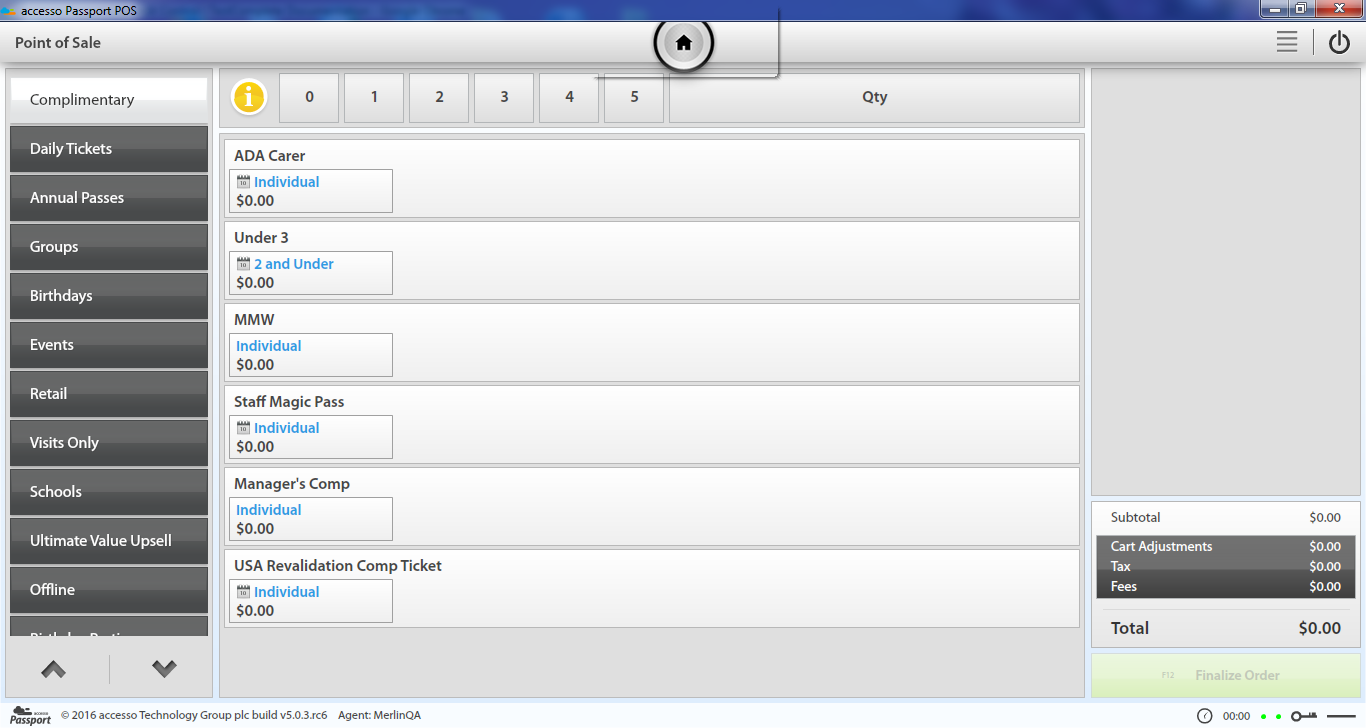 accesso Passport POS
Point of Sale
Complimentary
Daily Tickets
Annual Passes
Groups
Birthdays
Events
Retail
Visits Only
Schools
Ultimate Value Upsell
Offline
0 1 2 3 4 5 Qty
ADA Carer
Individual
$0.00
Under 3
2 and Under
$0.00
MMW
Individual
$0.00
Staff Magic Pass
Individual
$0.00
Manager's Comp
Individual
$0.00
USA Revalidation Comp Ticket
Individual
$0.00
Subtotal $0.00
Cart Adjustments $0.00
Tax $0.00
Fees $0.00
Total $0.00
F12 Finalize Order
accesso
Passport
© 2016 accesso Technology Group plc build v5.0.3.rc6 Agent: MerlinQA
00:00